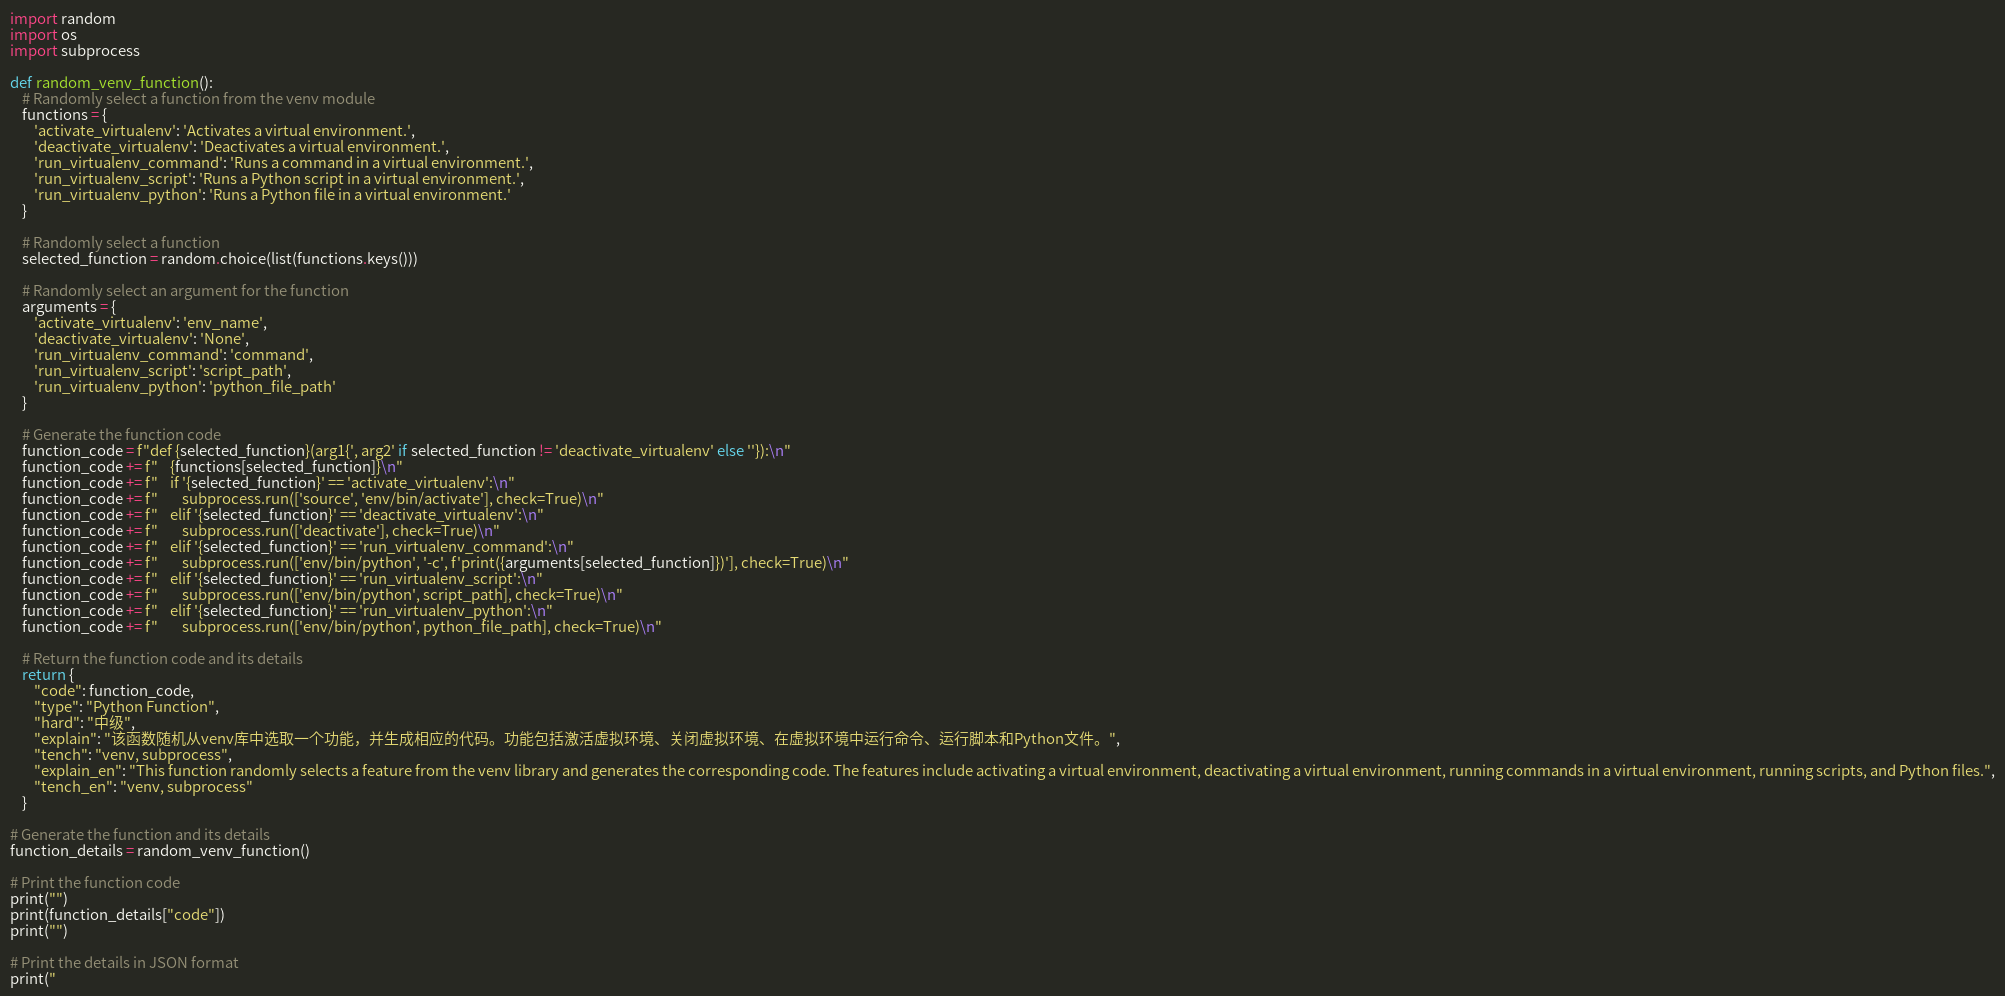 import random
import os
import subprocess

def random_venv_function():
    # Randomly select a function from the venv module
    functions = {
        'activate_virtualenv': 'Activates a virtual environment.',
        'deactivate_virtualenv': 'Deactivates a virtual environment.',
        'run_virtualenv_command': 'Runs a command in a virtual environment.',
        'run_virtualenv_script': 'Runs a Python script in a virtual environment.',
        'run_virtualenv_python': 'Runs a Python file in a virtual environment.'
    }

    # Randomly select a function
    selected_function = random.choice(list(functions.keys()))

    # Randomly select an argument for the function
    arguments = {
        'activate_virtualenv': 'env_name',
        'deactivate_virtualenv': 'None',
        'run_virtualenv_command': 'command',
        'run_virtualenv_script': 'script_path',
        'run_virtualenv_python': 'python_file_path'
    }

    # Generate the function code
    function_code = f"def {selected_function}(arg1{', arg2' if selected_function != 'deactivate_virtualenv' else ''}):\n"
    function_code += f"    {functions[selected_function]}\n"
    function_code += f"    if '{selected_function}' == 'activate_virtualenv':\n"
    function_code += f"        subprocess.run(['source', 'env/bin/activate'], check=True)\n"
    function_code += f"    elif '{selected_function}' == 'deactivate_virtualenv':\n"
    function_code += f"        subprocess.run(['deactivate'], check=True)\n"
    function_code += f"    elif '{selected_function}' == 'run_virtualenv_command':\n"
    function_code += f"        subprocess.run(['env/bin/python', '-c', f'print({arguments[selected_function]})'], check=True)\n"
    function_code += f"    elif '{selected_function}' == 'run_virtualenv_script':\n"
    function_code += f"        subprocess.run(['env/bin/python', script_path], check=True)\n"
    function_code += f"    elif '{selected_function}' == 'run_virtualenv_python':\n"
    function_code += f"        subprocess.run(['env/bin/python', python_file_path], check=True)\n"

    # Return the function code and its details
    return {
        "code": function_code,
        "type": "Python Function",
        "hard": "中级",
        "explain": "该函数随机从venv库中选取一个功能，并生成相应的代码。功能包括激活虚拟环境、关闭虚拟环境、在虚拟环境中运行命令、运行脚本和Python文件。",
        "tench": "venv, subprocess",
        "explain_en": "This function randomly selects a feature from the venv library and generates the corresponding code. The features include activating a virtual environment, deactivating a virtual environment, running commands in a virtual environment, running scripts, and Python files.",
        "tench_en": "venv, subprocess"
    }

# Generate the function and its details
function_details = random_venv_function()

# Print the function code
print("")
print(function_details["code"])
print("")

# Print the details in JSON format
print("